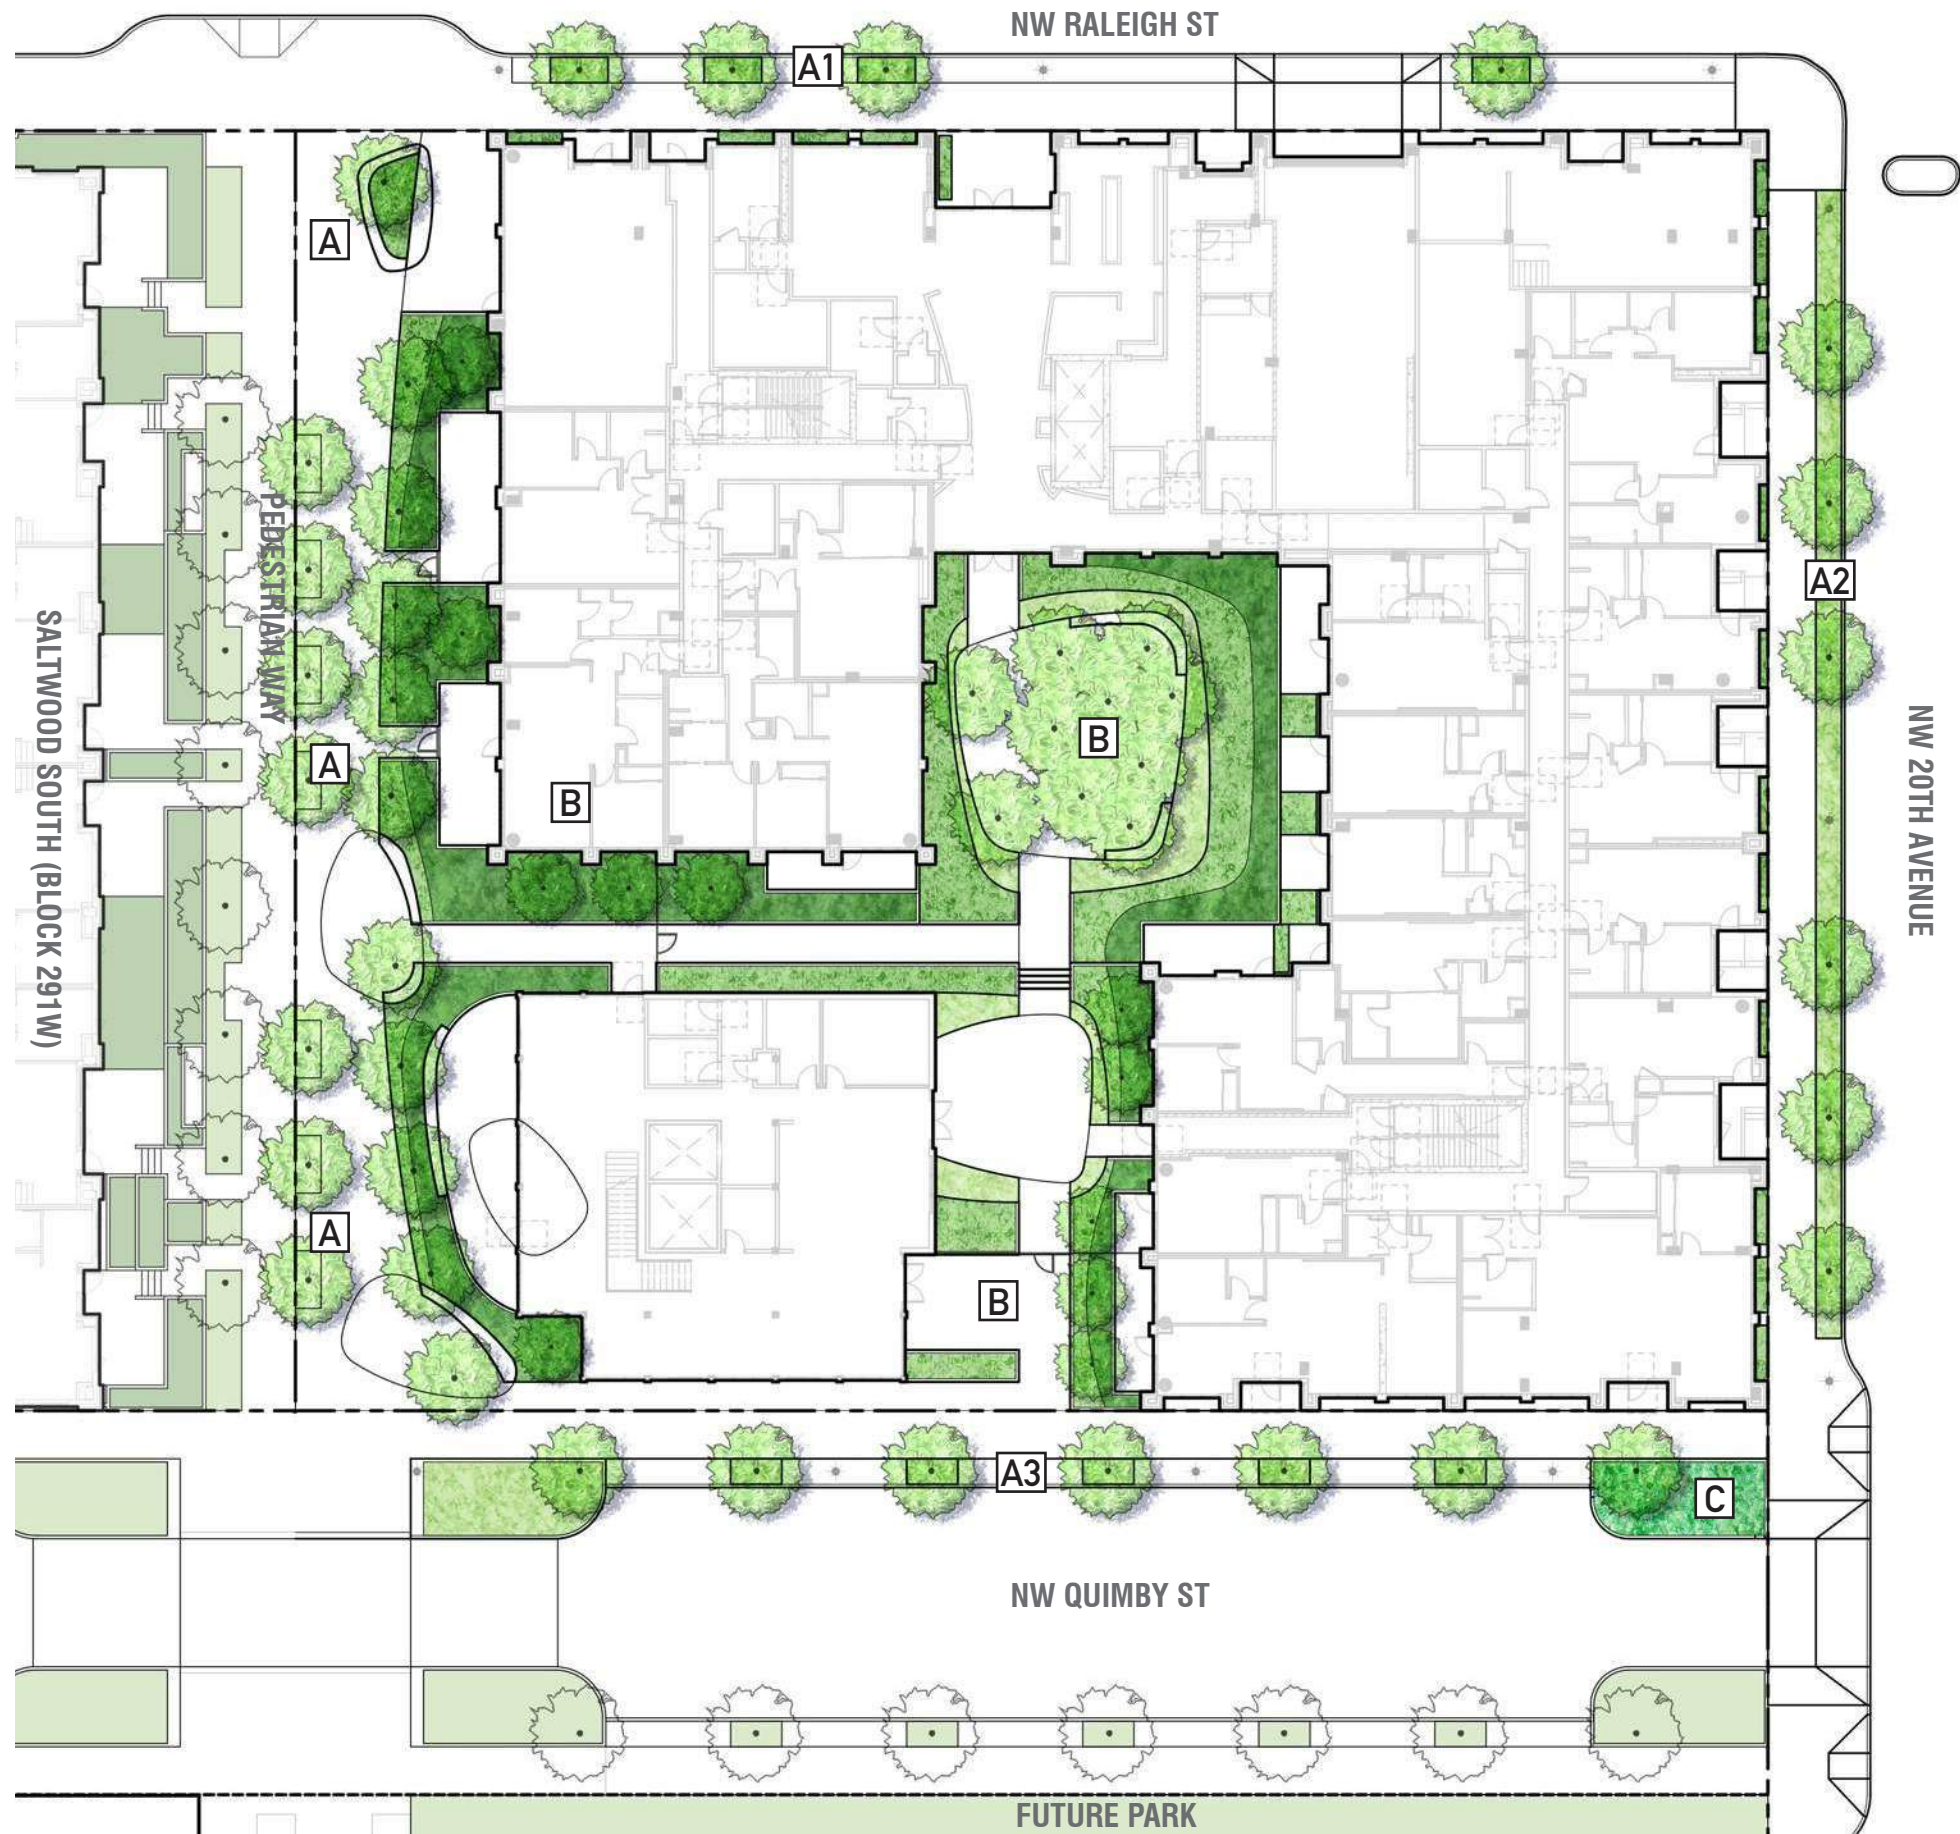 NW RALEIGH ST
A1
A
A2
PEDESTRIAN WAY
SALTWOOD SOUTH (BLOCK 291W)
B
A
B
NW 20TH AVENUE
A
B
A3
C
NW QUIMBY ST
FUTURE PARK